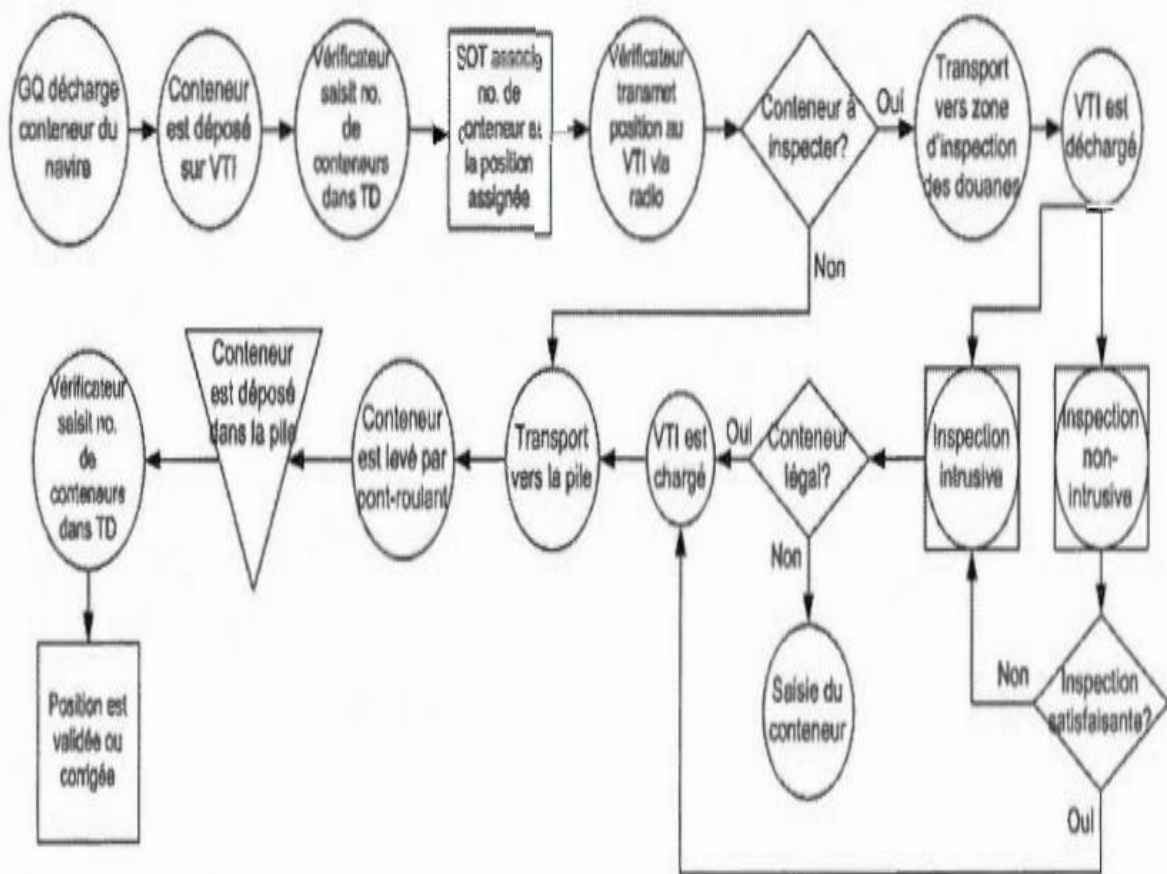 GQ décharge
conteneur du
navire
Conteneur
est déposé
sur VTI
Vérificateur
saisit no.
de
conteneurs
dans TD
SOT associe
no. de
conteneur à
la position
assignée
Vérificateur
transmet
position au
VTI via
radio
Conteneur à
inspecter?
Oui
Transport
vers zone
d'inspection
des douanes
VTI est
déchargé
Non
Vérificateur
saisit no.
de
conteneurs
dans TD
Conteneur
est déposé
dans la pile
Conteneur
est levé par
pont-roulant
Transport
vers la pile
VTI est
chargé
Oui
Conteneur
légal?
Inspection
intrusive
Inspection
non-
intrusive
Non
Saisie du
conteneur
Non
Inspection
satisfaisante?
Oui
Position est
validée ou
corrigée